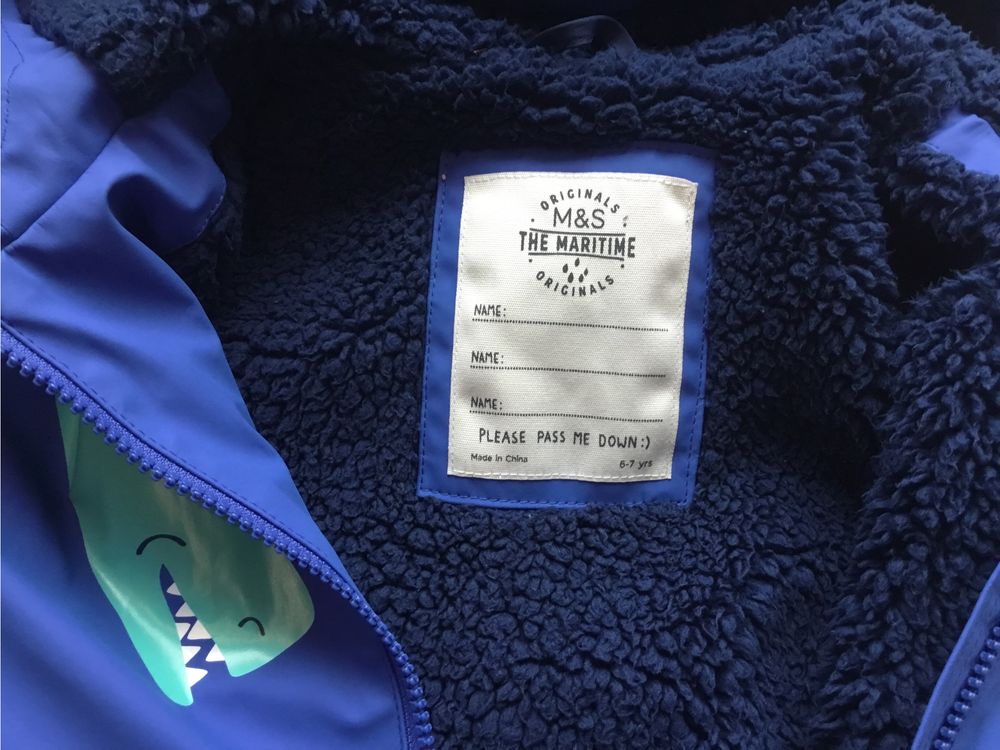 ORIGINALS
M&S
THE MARITIME
ORIGINALS
NAME:
NAME:
NAME:
PLEASE PASS ME DOWN:)
Made in China 6-7 yrs